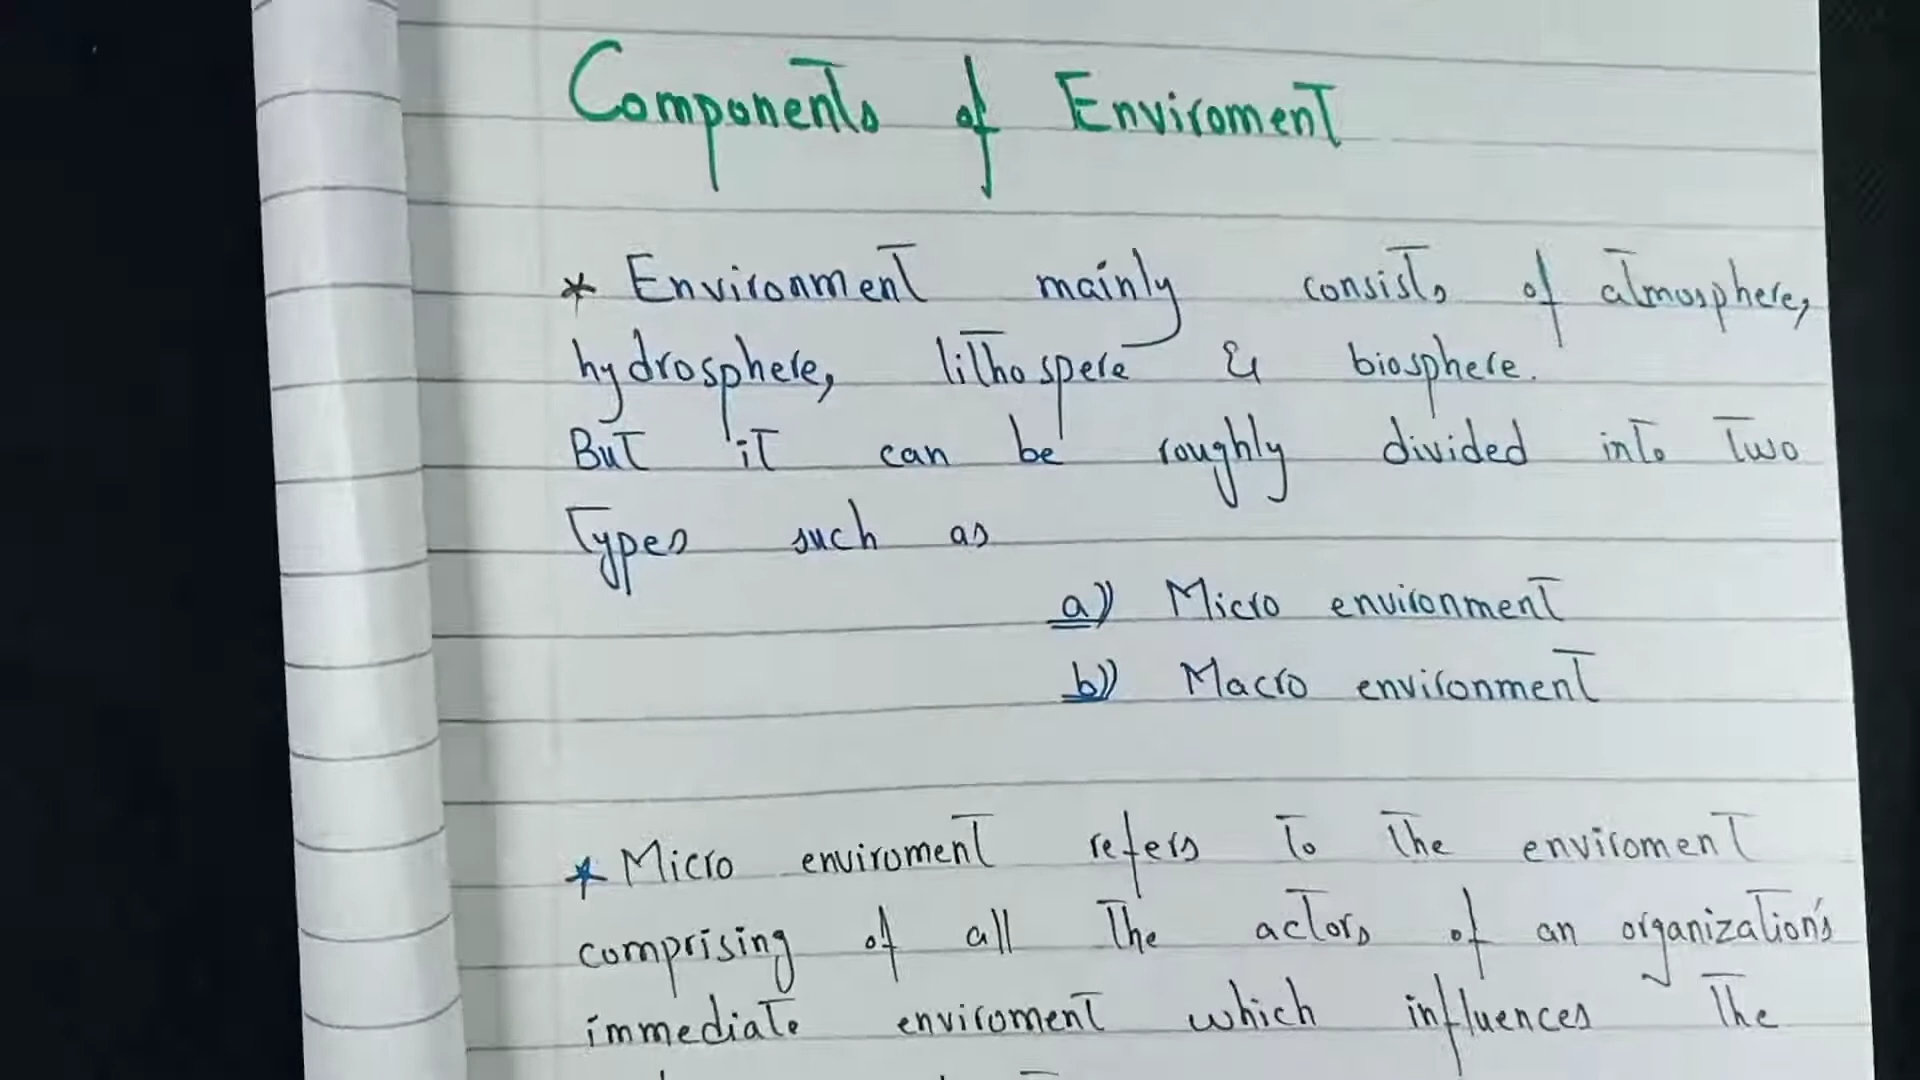 Components of Enviroment
* Environment mainly consists of atmosphere,
hydrosphere, lithospere & biosphere.
But it can be roughly divided into two
Types such as
a)) Micro environment
b)) Macro environment
* Micro enviroment refers to the enviroment
comprising of all the actors of an organization's
immediate enviroment which influences the